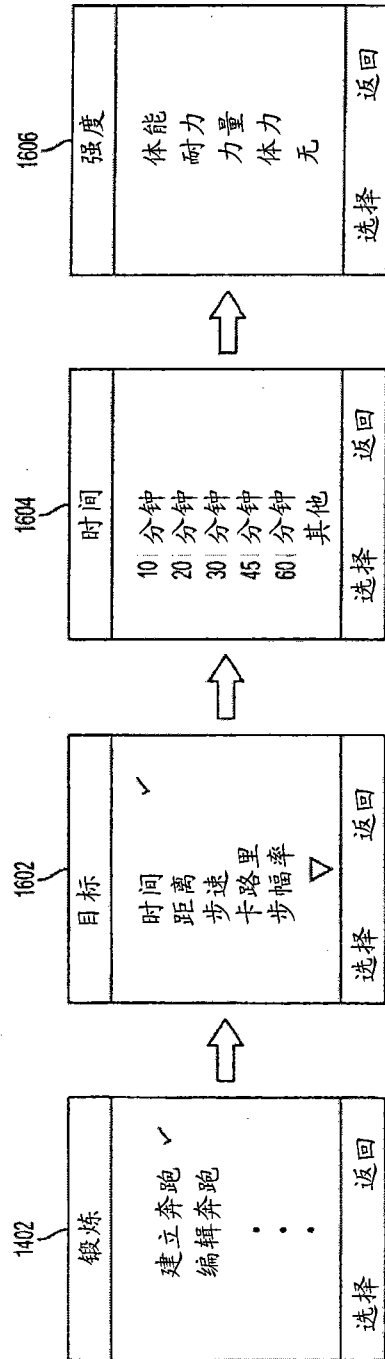 1402
锻炼
建立奔跑 ✓
编辑奔跑
选择 返回
1602
目标
时间 ✓
距离
步速
卡路里
步幅率
选择 返回
1604
时间
10 分钟
20 分钟
30 分钟
45 分钟
60 分钟
其他
选择 返回
1606
强度
体能
耐力
力量
体力
无
选择 返回